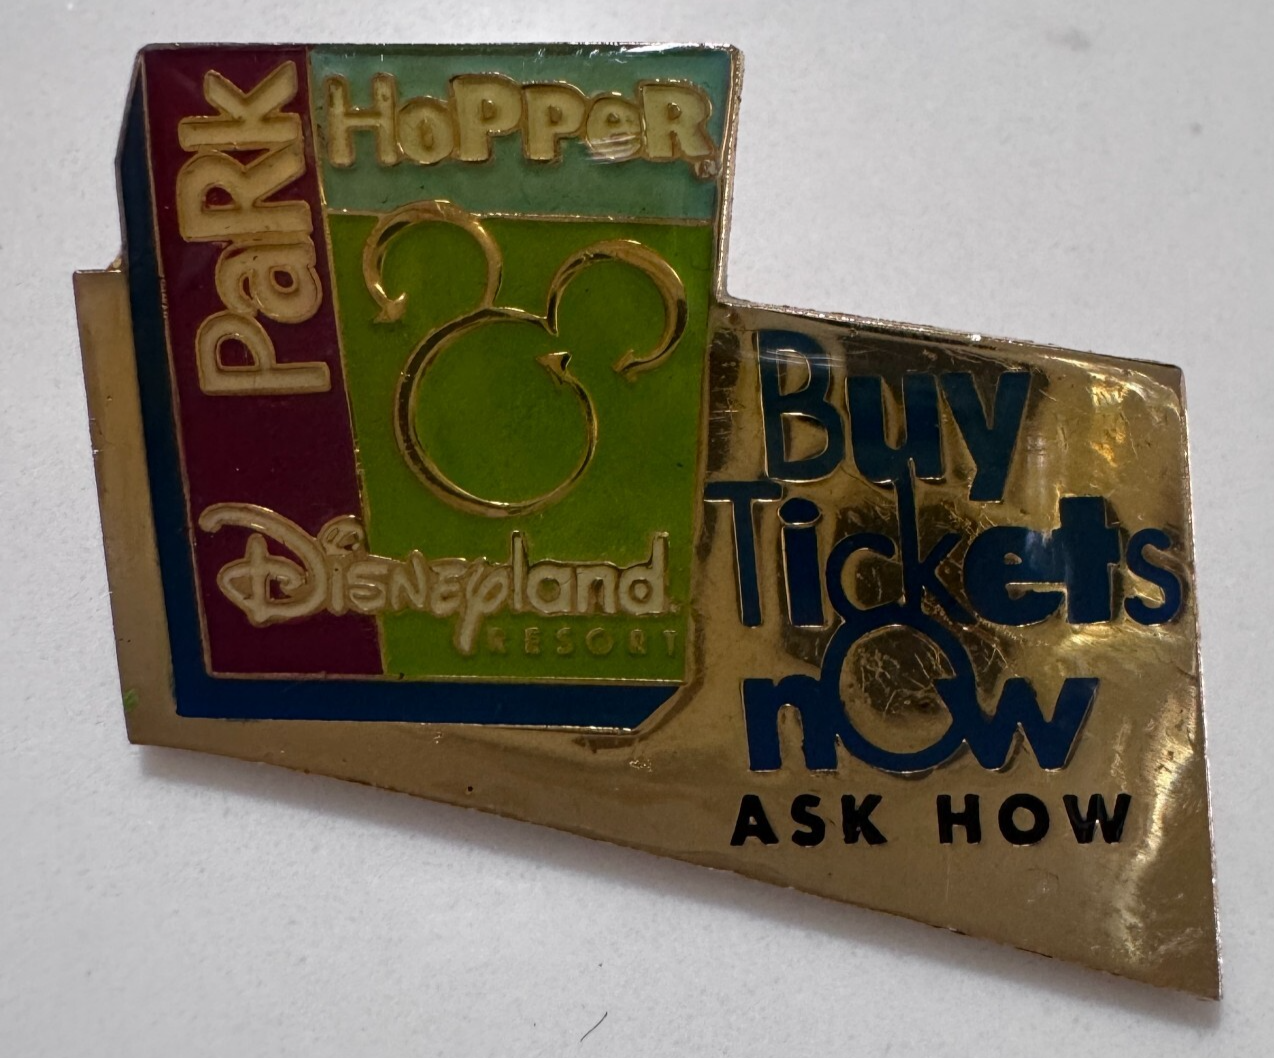 PaRk
HoPPeR®
DisNEyland
RESORT
Buy
Tickets
nOw
ASK HOW